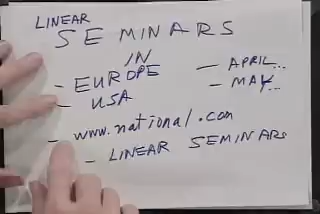 LINEAR
SEMINARS
IN
- EUROPE
- USA
- APRIL...
- MAY...
- www.national.com
- LINEAR SEMINARS